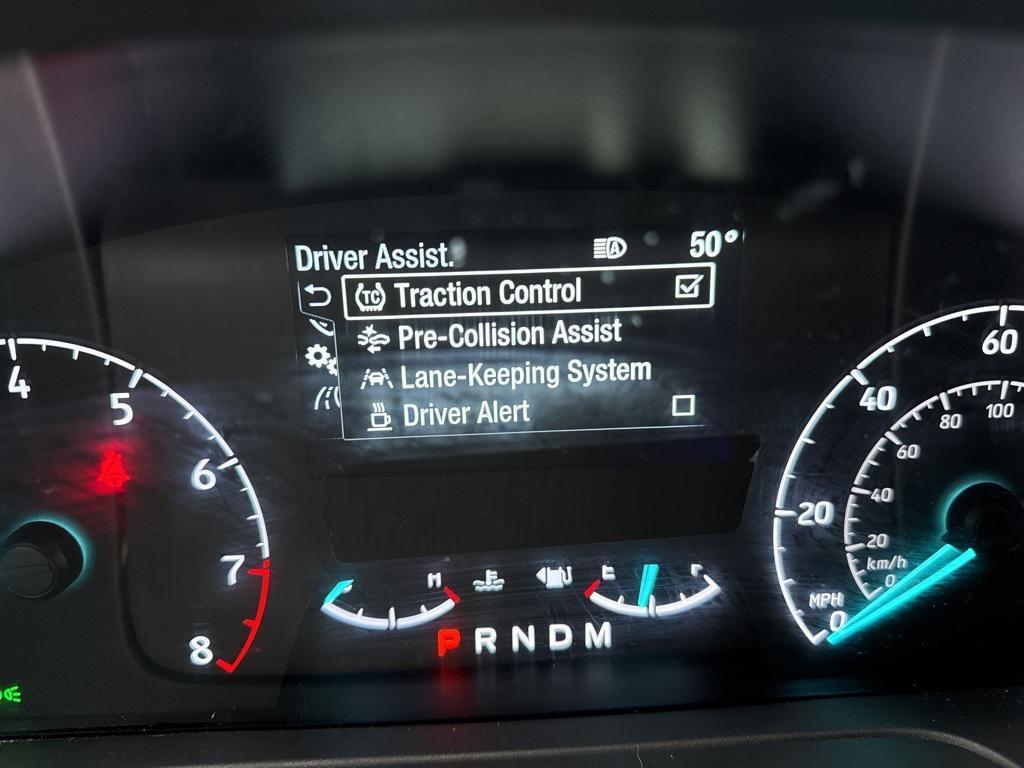 Driver Assist.
A
50°
TC Traction Control
Pre-Collision Assist
Lane-Keeping System
Driver Alert
4
5
6
7
8
H
E
F
P R N D M
60
40
20
0
MPH
100
80
60
40
20
0
km/h